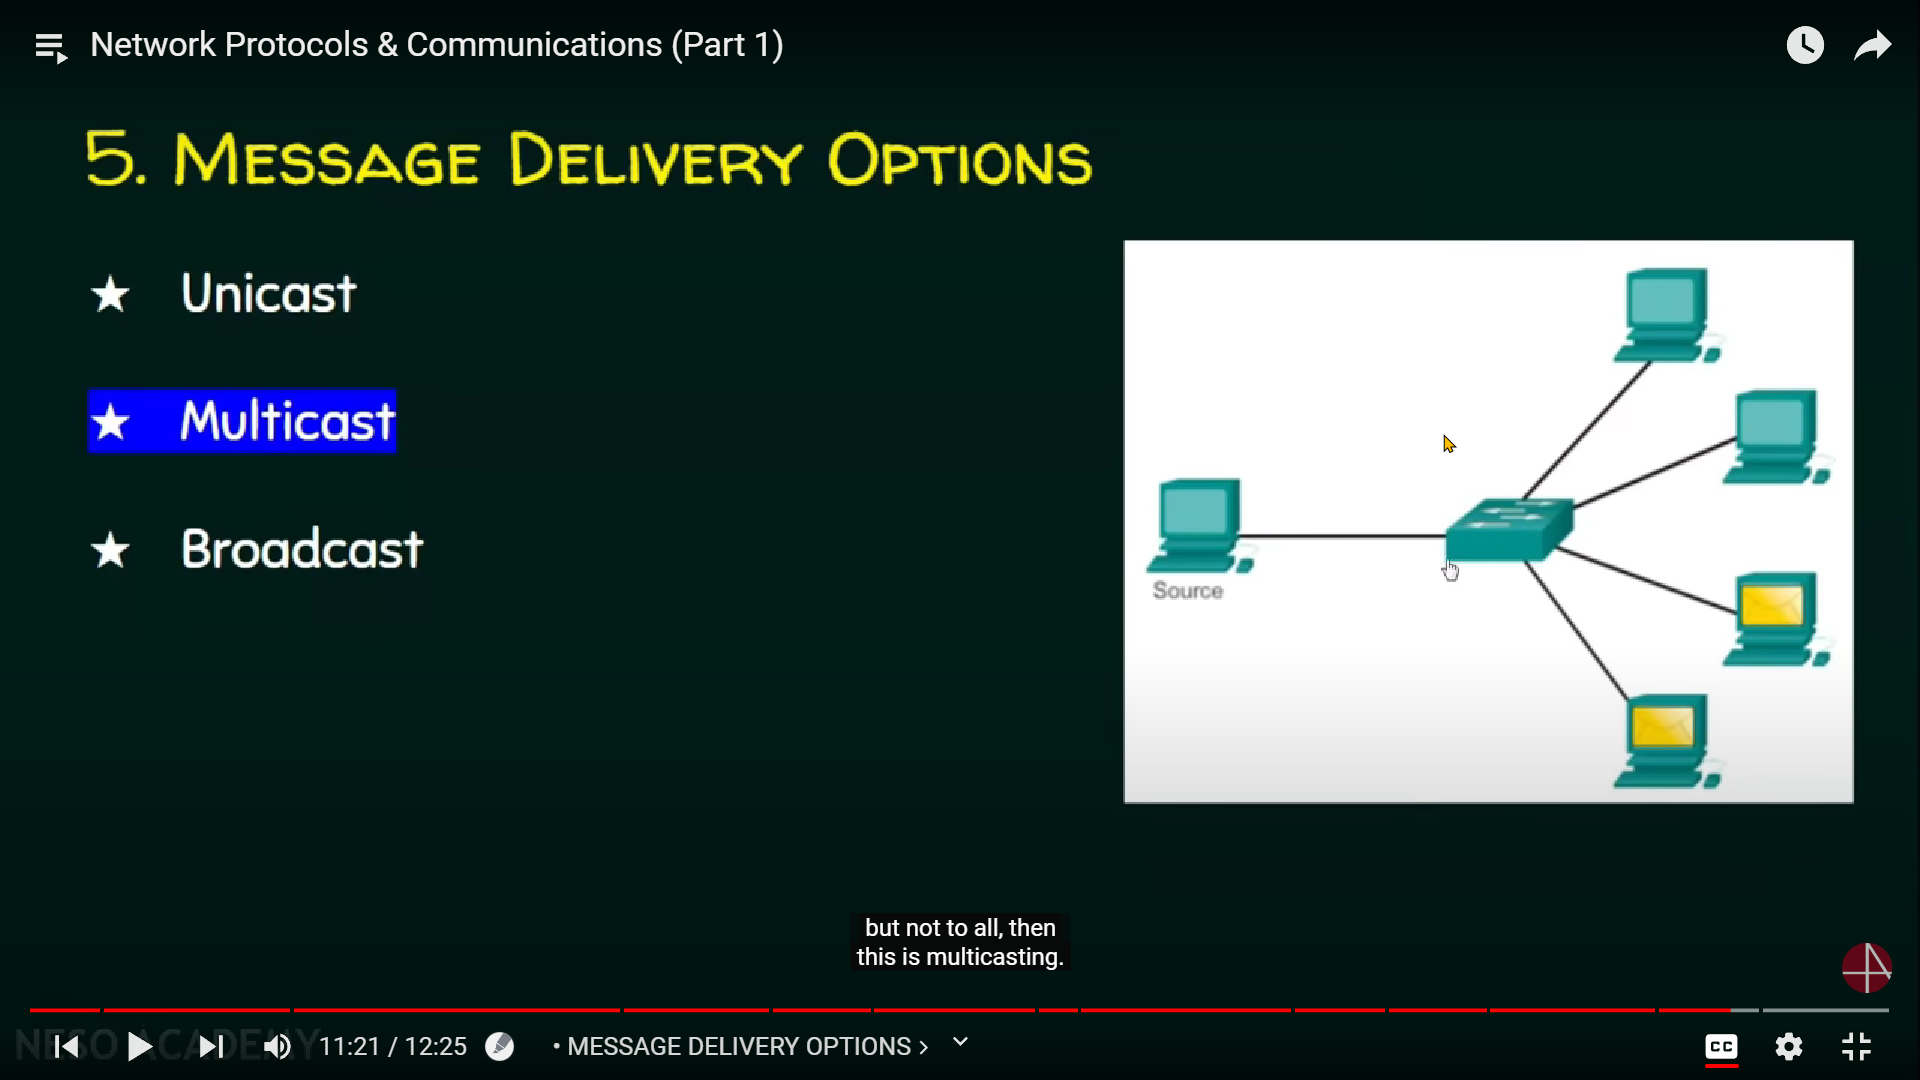 Network Protocols & Communications (Part 1)
5. MESSAGE DELIVERY OPTIONS
★ Unicast
★ Multicast
★ Broadcast
Source
but not to all, then
this is multicasting.
NESO ACADEMY
11:21 / 12:25 • MESSAGE DELIVERY OPTIONS >
CC